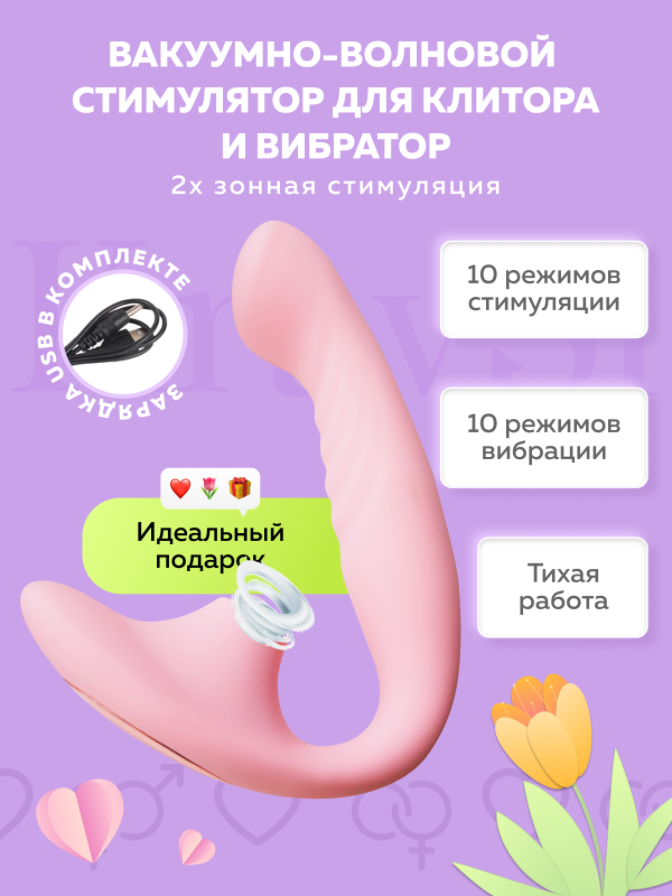 ВАКУУМНО-ВОЛНОВОЙ
СТИМУЛЯТОР ДЛЯ КЛИТОРА
И ВИБРАТОР
2х зонная стимуляция
ЗАРЯДКА USB В КОМПЛЕКТЕ
10 режимов
стимуляции
10 режимов
вибрации
Идеальный
подарок
Тихая
работа